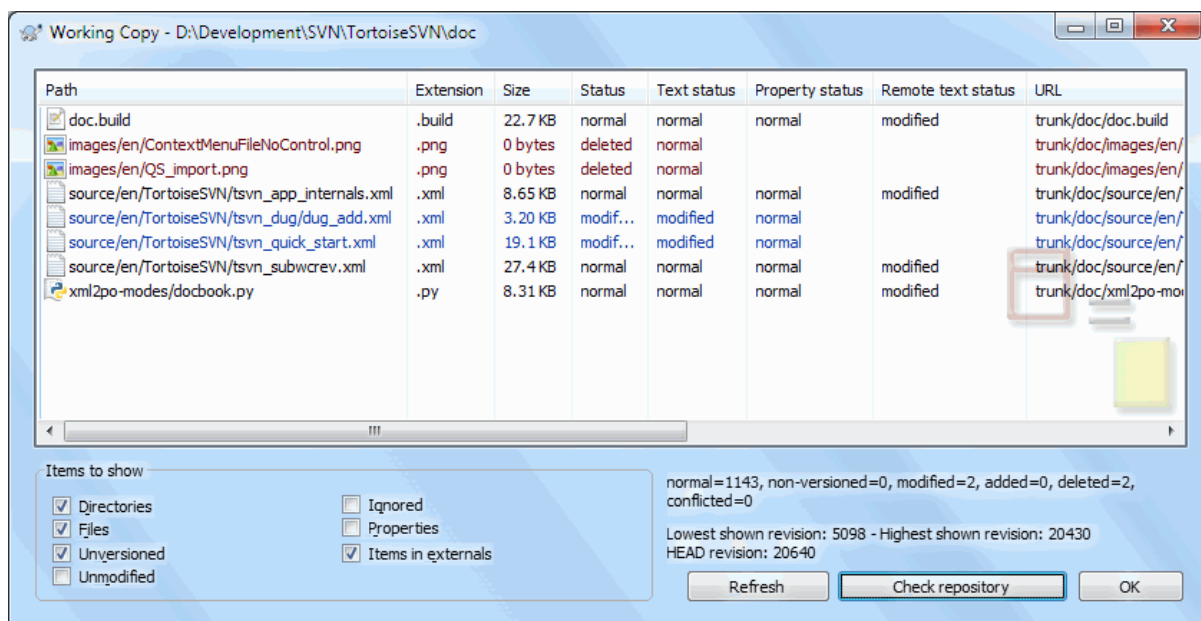 Working Copy - D:\Development\SVN\TortoiseSVN\doc
Path Extension Size Status Text status Property status Remote text status URL
doc.build .build 22.7 KB normal normal normal modified trunk/doc/doc.build
images/en/ContextMenuFileNoControl.png .png 0 bytes deleted normal trunk/doc/images/en/
images/en/QS_import.png .png 0 bytes deleted normal trunk/doc/images/en/
source/en/TortoiseSVN/tsvn_app_internals.xml .xml 8.65 KB normal normal normal modified trunk/doc/source/en/
source/en/TortoiseSVN/tsvn_dug/dug_add.xml .xml 3.20 KB modif... modified normal trunk/doc/source/en/
source/en/TortoiseSVN/tsvn_quick_start.xml .xml 19.1 KB modif... modified normal trunk/doc/source/en/
source/en/TortoiseSVN/tsvn_subwcrev.xml .xml 27.4 KB normal normal normal modified trunk/doc/source/en/
xml2po-modes/docbook.py .py 8.31 KB normal normal normal modified trunk/doc/xml2po-mo
Items to show
Directories Ignored
Files Properties
Unversioned Items in externals
Unmodified
normal=1143, non-versioned=0, modified=2, added=0, deleted=2,
conflicted=0
Lowest shown revision: 5098 - Highest shown revision: 20430
HEAD revision: 20640
Refresh Check repository OK